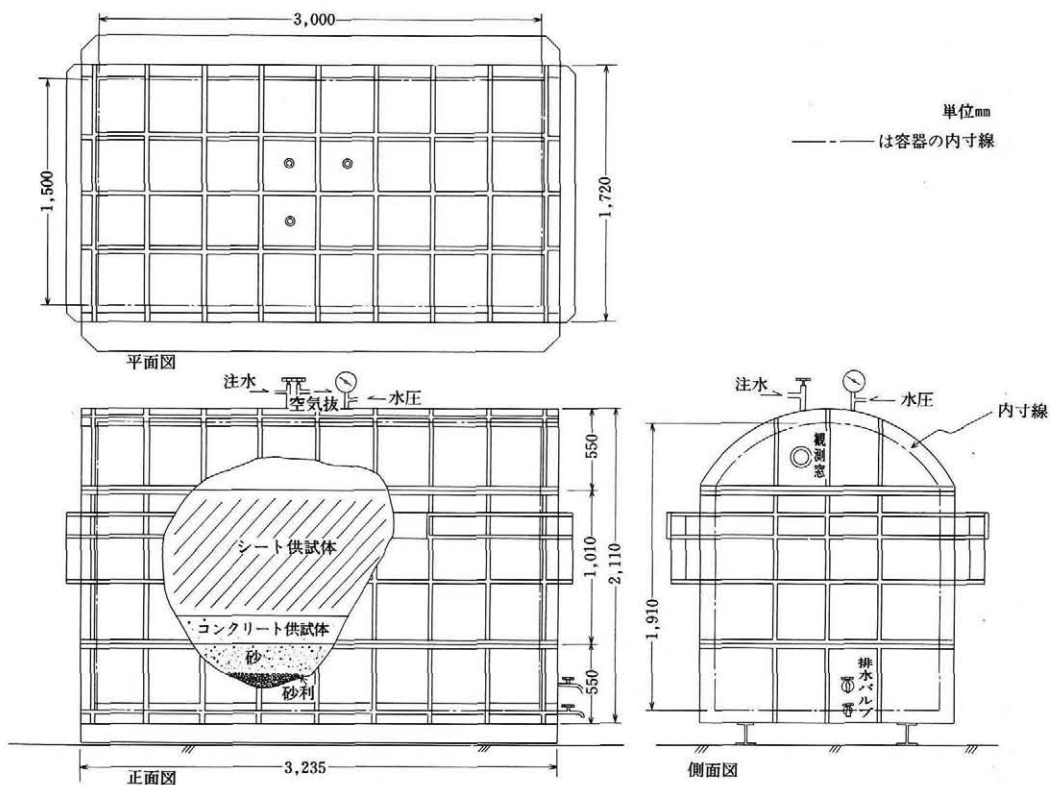 3,000
単位mm
は容器の内寸線
1,500
1,720
平面図
注水
空気抜
水圧
550
1,010
2,110
シート供試体
コンクリート供試体
砂
砂利
550
正面図
3,235
注水
水圧
内寸線
観測窓
1,910
排水バルブ
側面図